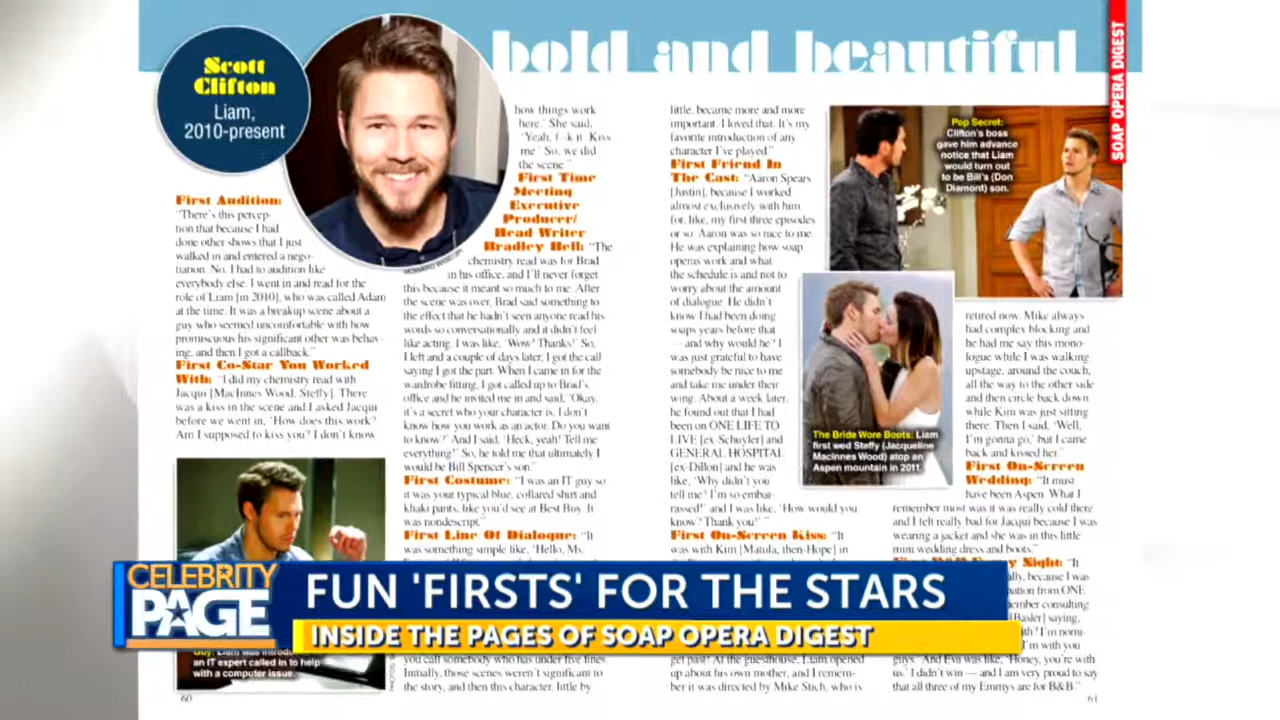 bold and beautiful
SOAP OPERA DIGEST
Scott
Clifton
Liam,
2010-present
First Audition:
"There's this percep-
tion that because I had
done other shows that I just
walked in and entered a nego-
tiation. No. I had to audition like
everybody else. I went in and read for the
role of Liam [in 2010], who was called Adam
at the time. It was a breakup scene about a
guy who seemed uncomfortable with how
promiscuous his significant other was behav-
ing, and then I got a callback."
First Co-Star You Worked
With: "I did my chemistry read with
Jacqui [MacInnes Wood, Steffy]. There
was a kiss in the scene and I asked Jacqui
before we went in, 'How does this work?
Am I supposed to kiss you? I don't know
an IT expert called in to help
with a computer issue.
60
how things work
here.' She said,
'Yeah, f--k it. Kiss
me.' So, we did
the scene."
First Time
Meeting
Executive
Producer/
Head Writer
Bradley Bell: "The
chemistry read was for Brad
in his office, and I'll never forget
this because it meant so much to me. After
the scene was over, Brad said something to
the effect that he hadn't seen anyone read his
words so conversationally and it didn't feel
like acting. I was like, 'Wow! Thanks!' So,
I left and a couple of days later, I got the call
saying I got the part. When I came in for the
wardrobe fitting, I got called up to Brad's
office and he invited me in and said, 'Okay,
it's a secret who your character is, I don't
know how you work as an actor. Do you want
to know?' And I said, 'Heck, yeah! Tell me
everything!' So, he told me that ultimately I
would be Bill Spencer's son."
First Costume: "I was an IT guy so
it was your typical blue, collared shirt and
khaki pants, like you'd see at Best Buy. It
was nondescript."
First Line Of Dialogue: "It
was something simple like, 'Hello, Ms.
you call somebody who has under five lines.
Initially, those scenes weren't significant to
the story, and then this character, little by
little, became more and more
important. I loved that. It's my
favorite introduction of any
character I've played."
First Friend In
The Cast: "Aaron Spears
[Justin], because I worked
almost exclusively with him
for, like, my first three episodes
or so. Aaron was so nice to me.
He was explaining how soap
operas work and what
the schedule is and not to
worry about the amount
of dialogue. He didn't
know I had been doing
soaps years before that
— and why would he? I
was just grateful to have
somebody be nice to me
and take me under their
wing. About a week later,
he found out that I had
been on ONE LIFE TO
LIVE [ex-Schuyler] and
GENERAL HOSPITAL
[ex-Dillon] and he was
like, 'Why didn't you
tell me? I'm so embar-
rassed!' and I was like, 'How would you
know? Thank you!' "
First On-Screen Kiss: "It
was with Kim [Matula, then-Hope] in
get past? At the guesthouse, Liam opened
up about his own mother, and I remem-
ber it was directed by Mike Stich, who is
Pop Secret:
Clifton's boss
gave him advance
notice that Liam
would turn out
to be Bill's (Don
Diamont) son.
The Bride Wore Boots: Liam
first wed Steffy (Jacqueline
MacInnes Wood) atop an
Aspen mountain in 2011.
retired now. Mike always
had complex blocking and
he had me say this mono-
logue while I was walking
upstage, around the couch,
all the way to the other side
and then circle back down
while Kim was just sitting
there. Then I said, 'Well,
I'm gonna go,' but I came
back and kissed her."
First On-Screen
Wedding: "It must
have been Aspen. What I
remember most was it was really cold there
and I felt really bad for Jacqui because I was
wearing a jacket and she was in this little
mini wedding dress and boots."
Night: "It
because I was
nation from ONE
consulting
[Basler] saying,
I'm nomi-
I'm with you
guys.' And Eva was like, 'Honey, you're with
us.' I didn't win — and I am very proud to say
that all three of my Emmys are for B&B."
61
CELEBRITY
PAGE
FUN 'FIRSTS' FOR THE STARS
INSIDE THE PAGES OF SOAP OPERA DIGEST